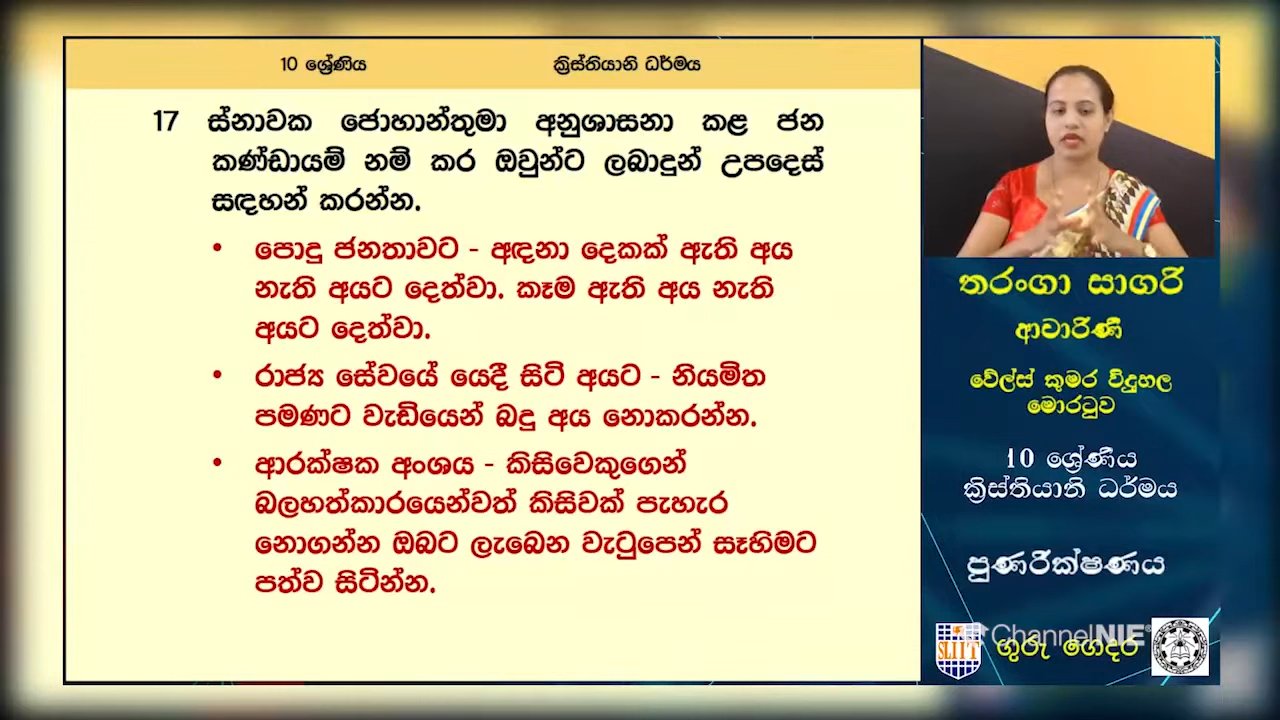 10 ශ්‍රේණිය
ක්‍රිස්තියානි ධර්මය
17 ස්නාවක ජොහාන්තුමා අනුශාසනා කළ ජන
කණ්ඩායම් නම් කර ඔවුන්ට ලබාදුන් උපදෙස්
සඳහන් කරන්න.
• පොදු ජනතාවට - අඳනා දෙකක් ඇති අය
නැති අයට දෙත්වා. කෑම ඇති අය නැති
අයට දෙත්වා.
• රාජ්‍ය සේවයේ යෙදී සිටි අයට - නියමිත
පමණට වැඩියෙන් බදු අය නොකරන්න.
• ආරක්ෂක අංශය - කිසිවෙකුගෙන්
බලහත්කාරයෙන්වත් කිසිවක් පැහැර
නොගන්න ඔබට ලැබෙන වැටුපෙන් සෑහීමට
පත්ව සිටින්න.
තරංගා සාගරි
ආචාරිණී
වේල්ස් කුමර විදුහල
මොරටුව
10 ශ්‍රේණිය
ක්‍රිස්තියානි ධර්මය
පුණරීක්ෂණය
ChannelNIE
SLIIT
ගුරු ගෙදර